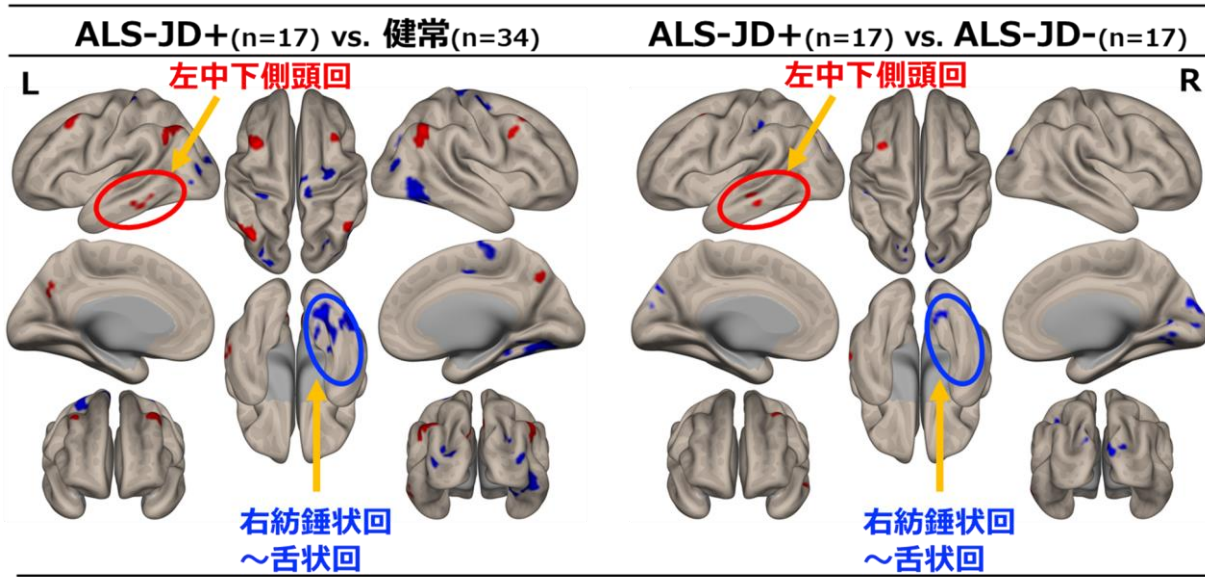 ALS-JD+(n=17) vs. 健常(n=34)
L
左中下側頭回
右紡錘状回
～舌状回
ALS-JD+(n=17) vs. ALS-JD-(n=17)
R
左中下側頭回
右紡錘状回
～舌状回